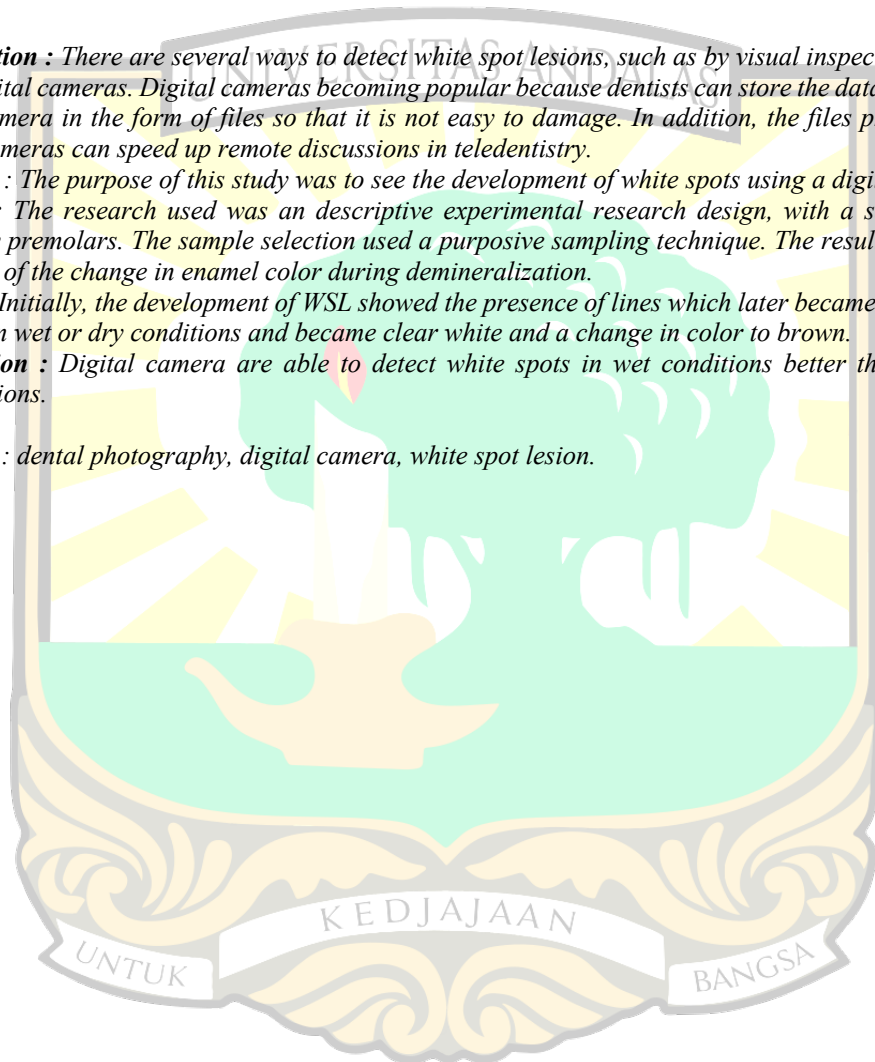 UNIVERSITAS ANDALAS
tion : There are several ways to detect white spot lesions, such as by visual inspec
ital cameras. Digital cameras becoming popular because dentists can store the data
amera in the form of files so that it is not easy to damage. In addition, the files p
ameras can speed up remote discussions in teledentistry.
: The purpose of this study was to see the development of white spots using a digi
: The research used was an descriptive experimental research design, with a s
premolars. The sample selection used a purposive sampling technique. The resul
of the change in enamel color during demineralization.
Initially, the development of WSL showed the presence of lines which later became
n wet or dry conditions and became clear white and a change in color to brown.
ion : Digital camera are able to detect white spots in wet conditions better th
ions.
: dental photography, digital camera, white spot lesion.
UNTUK KEDJAJAAN BANGSA